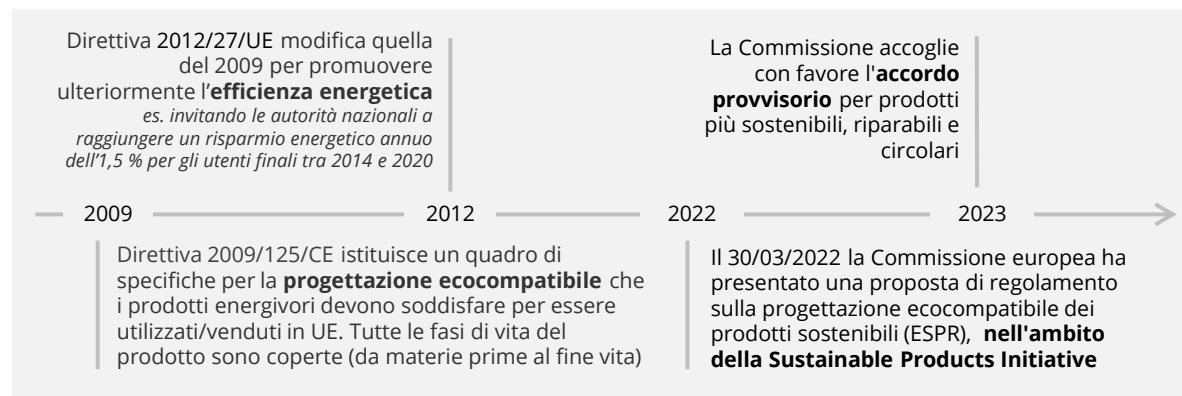 Direttiva 2012/27/UE modifica quella
del 2009 per promuovere
ulteriormente l’efficienza energetica
es. invitando le autorità nazionali a
raggiungere un risparmio energetico annuo
dell’1,5 % per gli utenti finali tra 2014 e 2020
La Commissione accoglie
con favore l'accordo
provvisorio per prodotti
più sostenibili, riparabili e
circolari
2009
2012
2022
2023
Direttiva 2009/125/CE istituisce un quadro di
specifiche per la progettazione ecocompatibile che
i prodotti energivori devono soddisfare per essere
utilizzati/venduti in UE. Tutte le fasi di vita del
prodotto sono coperte (da materie prime al fine vita)
Il 30/03/2022 la Commissione europea ha
presentato una proposta di regolamento
sulla progettazione ecocompatibile dei
prodotti sostenibili (ESPR), nell'ambito
della Sustainable Products Initiative